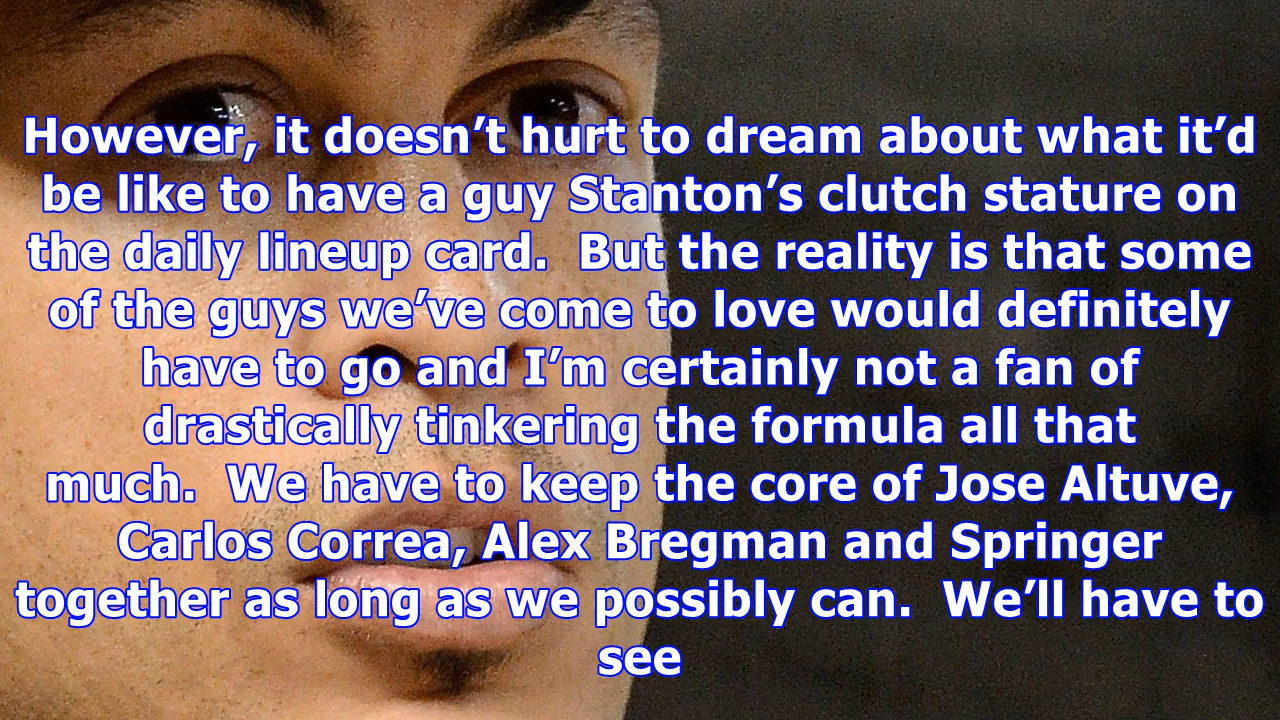 However, it doesn’t hurt to dream about what it’d
be like to have a guy Stanton’s clutch stature on
the daily lineup card.  But the reality is that some
of the guys we’ve come to love would definitely
have to go and I’m certainly not a fan of
drastically tinkering the formula all that
much.  We have to keep the core of Jose Altuve,
Carlos Correa, Alex Bregman and Springer
together as long as we possibly can.  We’ll have to
see